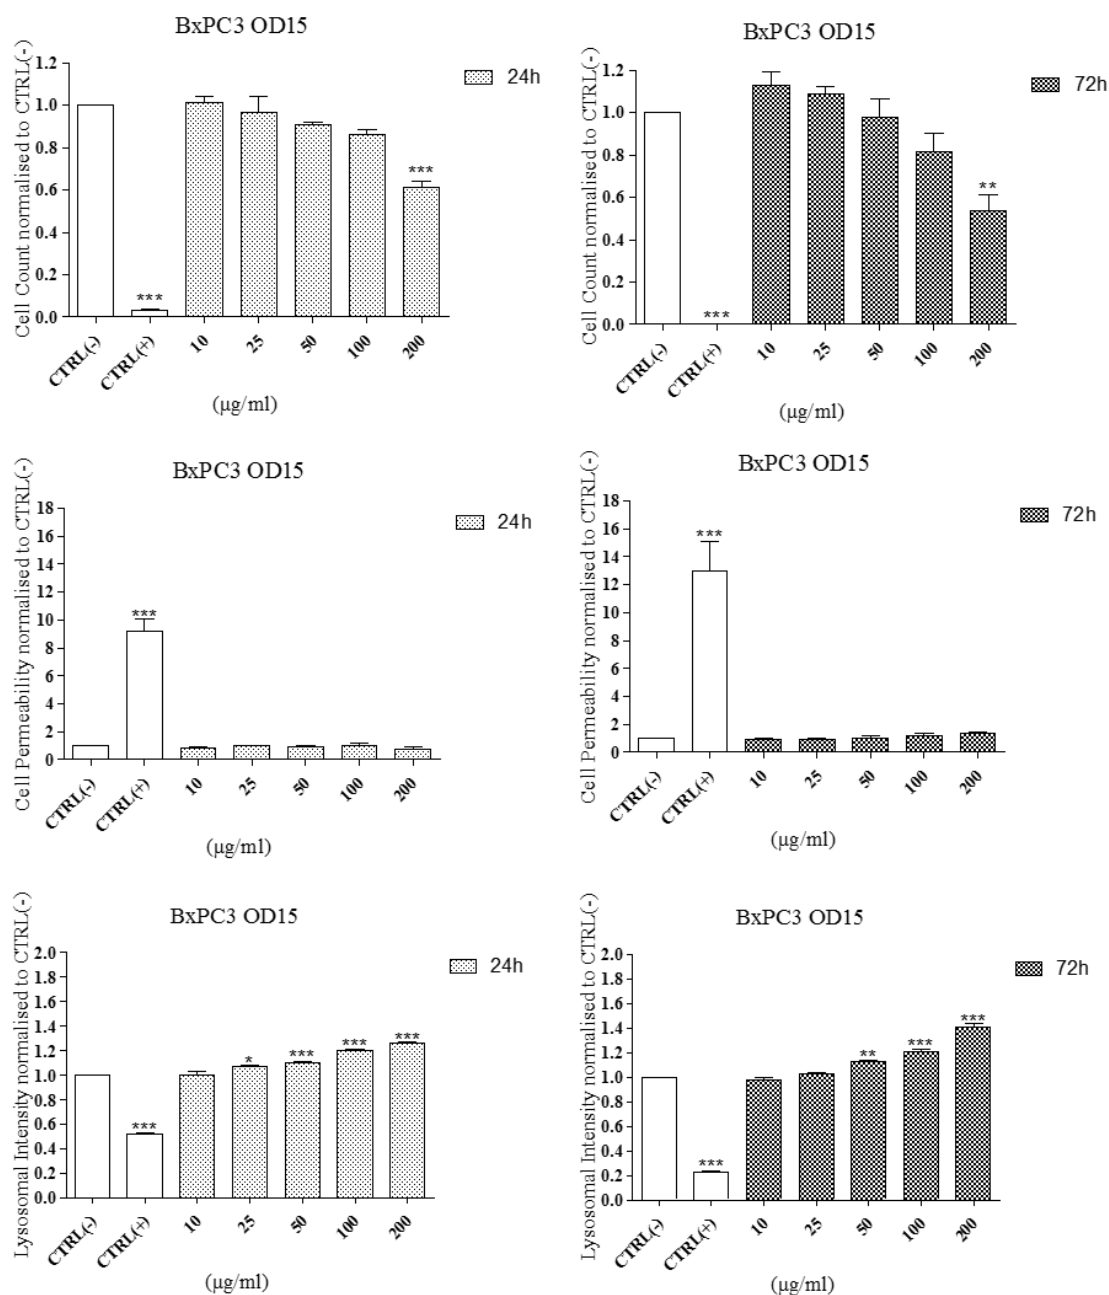 BxPC3 OD15
Cell Count normalised to CTRL(-)
1.2
1.0
0.8
0.6
0.4
0.2
0.0
***
***
24h
CTRL(-) CTRL(+) 10 25 50 100 200
(µg/ml)
BxPC3 OD15
Cell Count normalised to CTRL(-)
1.2
1.0
0.8
0.6
0.4
0.2
0.0
***
**
72h
CTRL(-) CTRL(+) 10 25 50 100 200
(µg/ml)
BxPC3 OD15
Cell Permeability normalised to CTRL(-)
18
16
14
12
10
8
6
4
2
0
***
24h
CTRL(-) CTRL(+) 10 25 50 100 200
(µg/ml)
BxPC3 OD15
Cell Permeability normalised to CTRL(-)
18
16
14
12
10
8
6
4
2
0
***
72h
CTRL(-) CTRL(+) 10 25 50 100 200
(µg/ml)
BxPC3 OD15
Lysosomal Intensity normalised to CTRL(-)
2.0
1.8
1.6
1.4
1.2
1.0
0.8
0.6
0.4
0.2
0.0
***
*
***
***
***
24h
CTRL(-) CTRL(+) 10 25 50 100 200
(µg/ml)
BxPC3 OD15
Lysosomal Intensity normalised to CTRL(-)
2.0
1.8
1.6
1.4
1.2
1.0
0.8
0.6
0.4
0.2
0.0
***
**
***
***
72h
CTRL(-) CTRL(+) 10 25 50 100 200
(µg/ml)